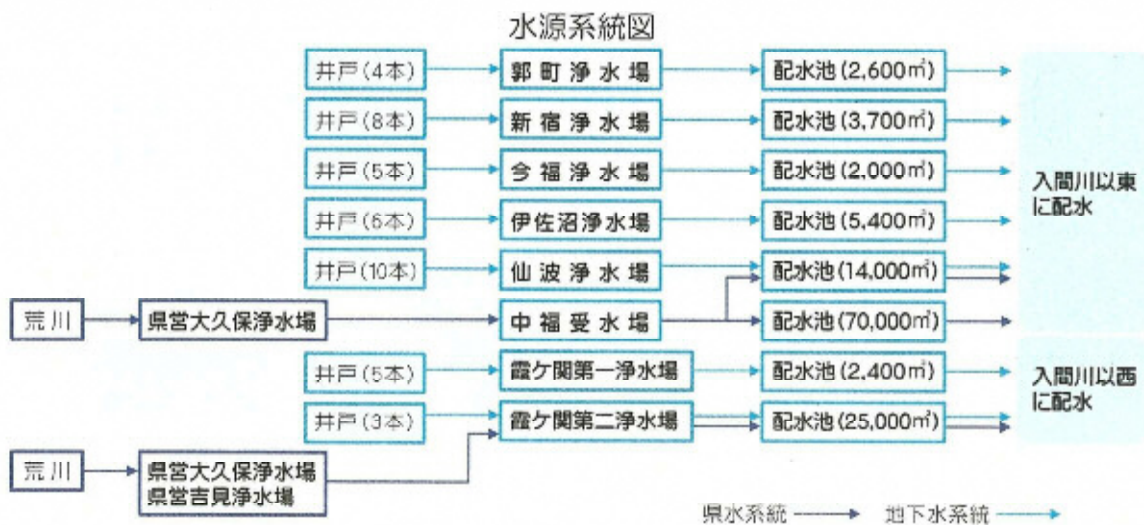 水源系統図
井戸(4本) 郭町浄水場 配水池(2,600㎥)
井戸(8本) 新宿浄水場 配水池(3,700㎥)
井戸(5本) 今福浄水場 配水池(2,000㎥)
井戸(6本) 伊佐沼浄水場 配水池(5,400㎥)
井戸(10本) 仙波浄水場 配水池(14,000㎥)
荒川 県営大久保浄水場 中福受水場 配水池(70,000㎥)
入間川以東
に配水
井戸(5本) 霞ケ関第一浄水場 配水池(2,400㎥)
井戸(3本) 霞ケ関第二浄水場 配水池(25,000㎥)
入間川以西
に配水
荒川 県営大久保浄水場
県営吉見浄水場
県水系統 地下水系統